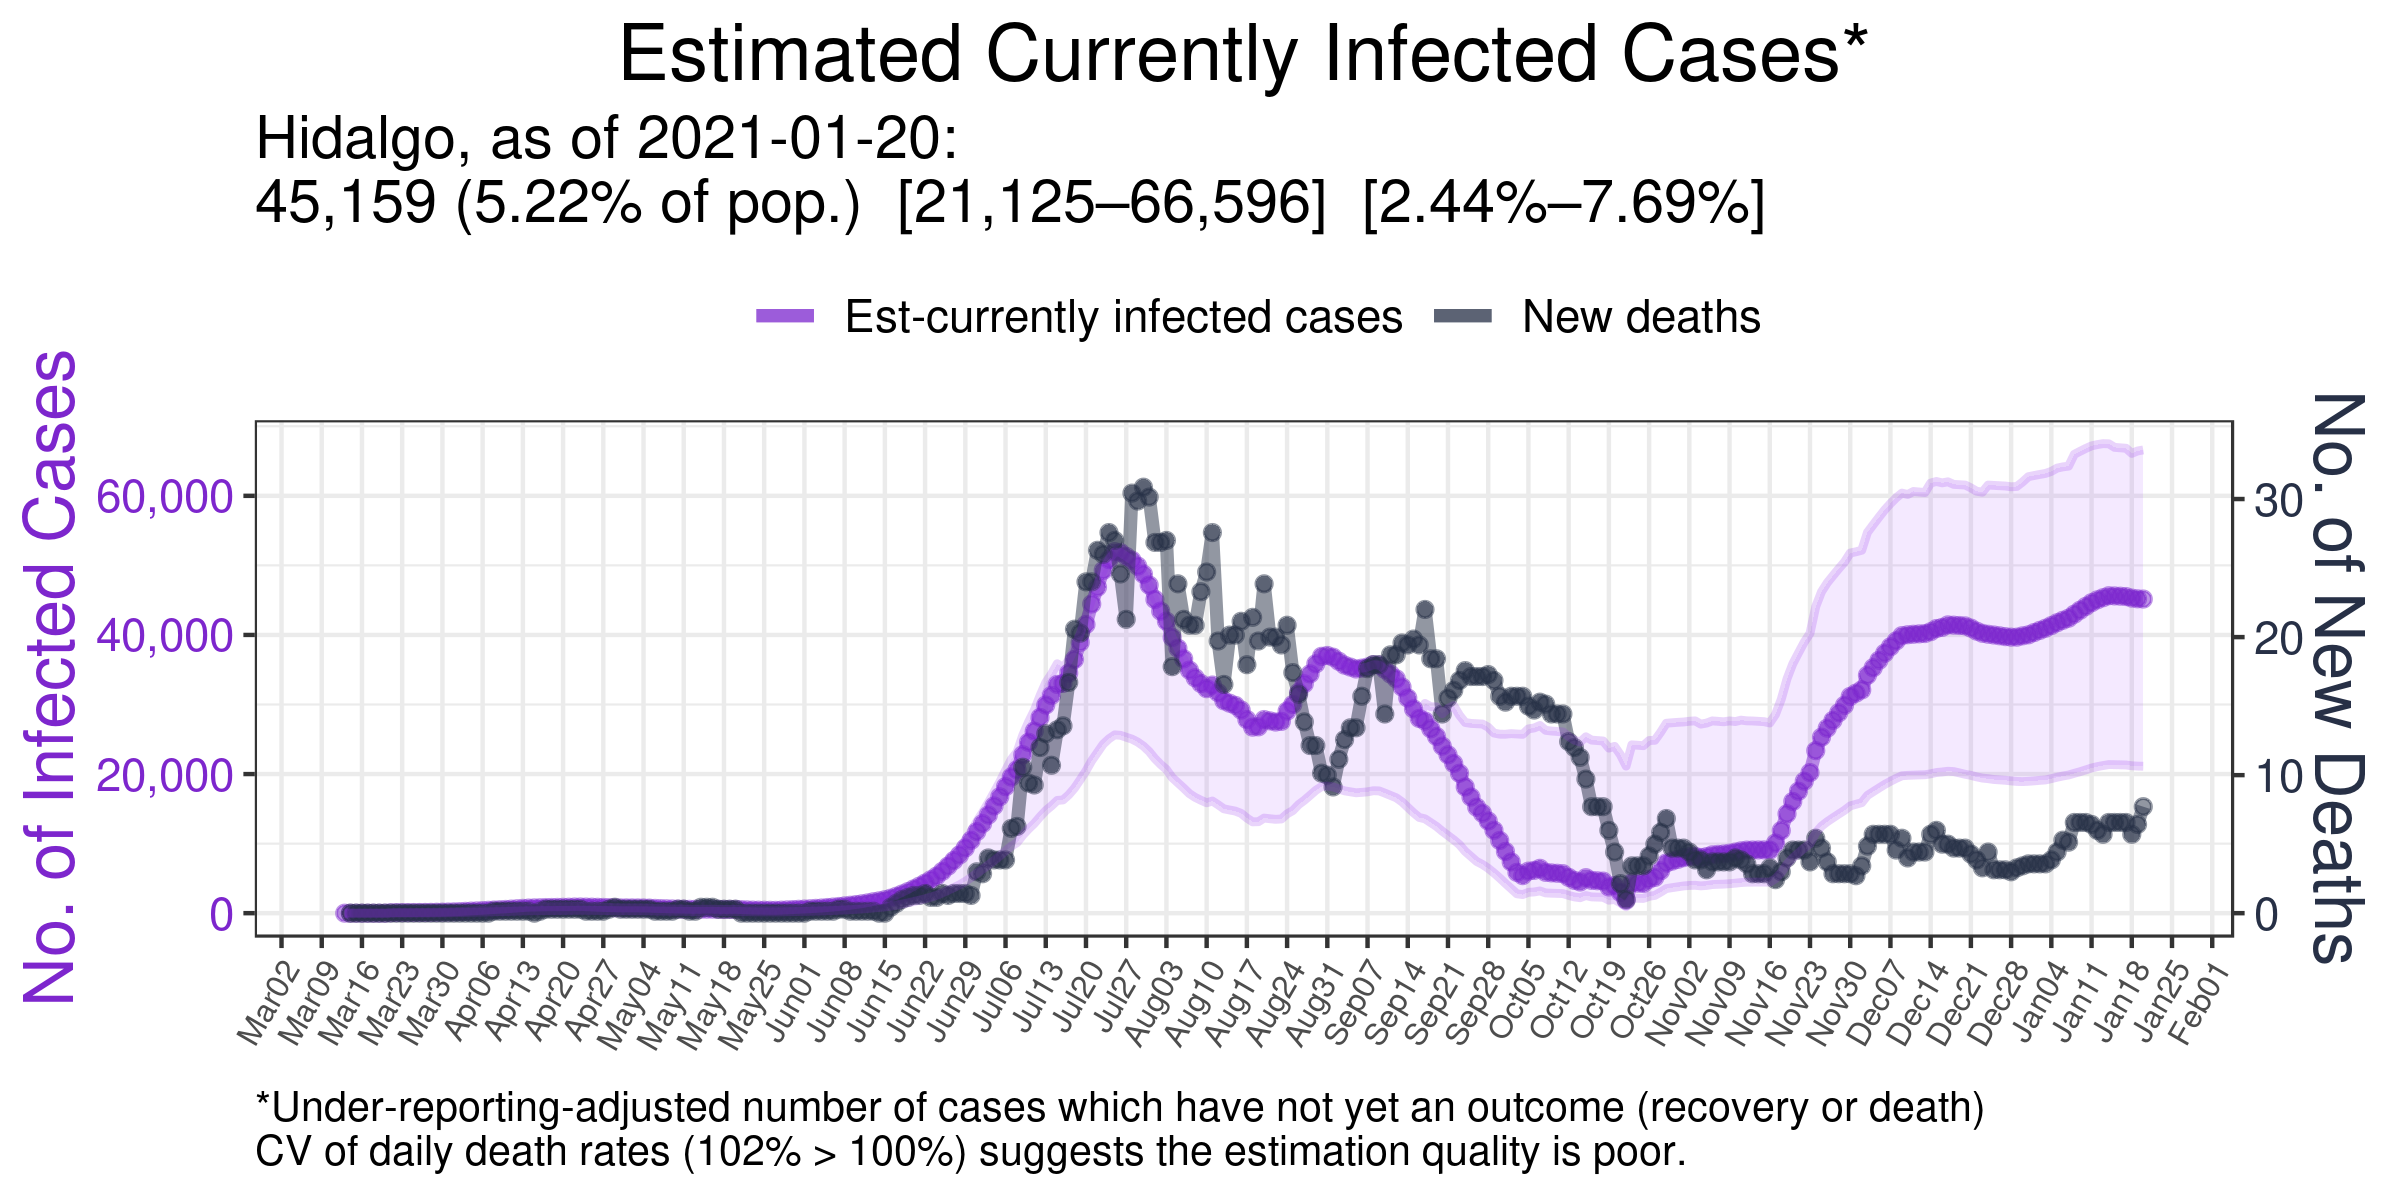 Estimated Currently Infected Cases*
Hidalgo, as of 2021-01-20:
45,159 (5.22% of pop.) [21,125–66,596] [2.44%–7.69%]
Est-currently infected cases New deaths
No. of Infected Cases
60,000
40,000
20,000
0
30
20
10
0
No. of New Deaths
Mar02 Mar09 Mar16 Mar23 Mar30 Apr06 Apr13 Apr20 Apr27 May04 May11 May18 May25 Jun01 Jun08 Jun15 Jun22 Jun29 Jul06 Jul13 Jul20 Jul27 Aug03 Aug10 Aug17 Aug24 Aug31 Sep07 Sep14 Sep21 Sep28 Oct05 Oct12 Oct19 Oct26 Nov02 Nov09 Nov16 Nov23 Nov30 Dec07 Dec14 Dec21 Dec28 Jan04 Jan11 Jan18 Jan25 Feb01
*Under-reporting-adjusted number of cases which have not yet an outcome (recovery or death)
CV of daily death rates (102% > 100%) suggests the estimation quality is poor.